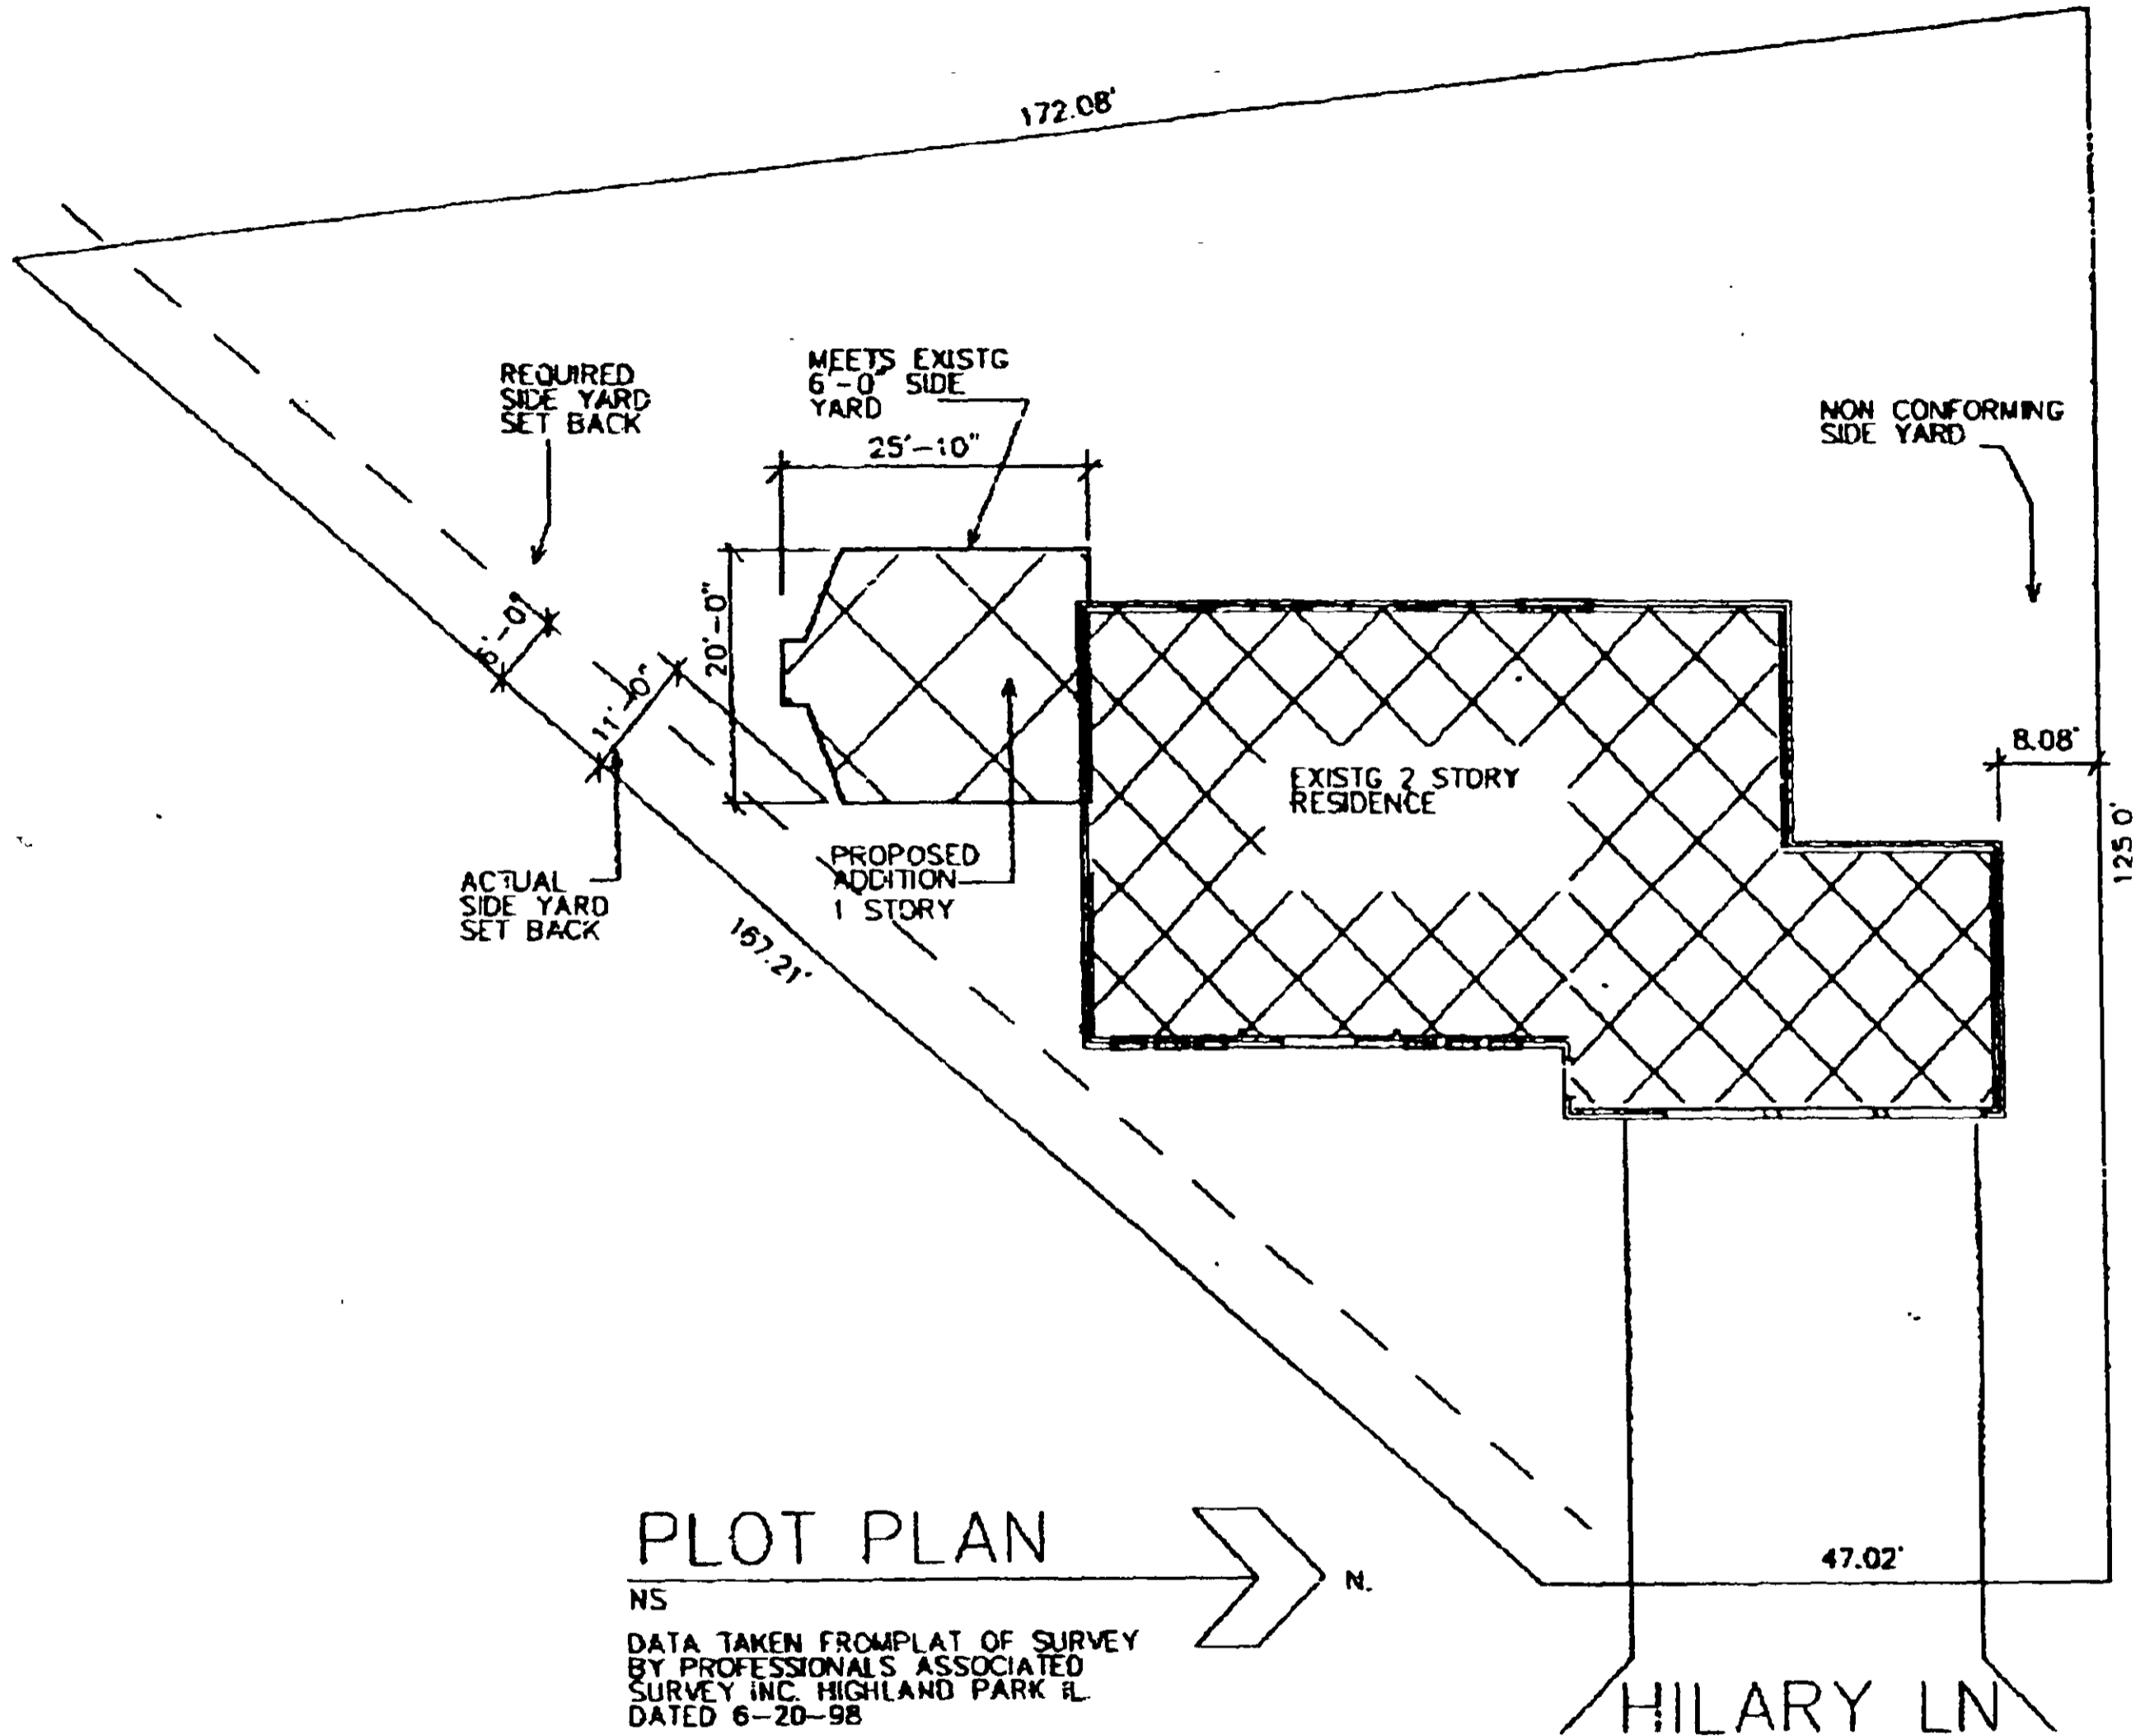 172.08'
REQUIRED
SIDE YARD
SET BACK
MEETS EXISTG
6'-0" SIDE
YARD
25'-10"
NON CONFORMING
SIDE YARD
20'-0"
11'-0"
8.08'
EXISTG 2 STORY
RESIDENCE
125.0'
PROPOSED
ADDITION
1 STORY
ACTUAL
SIDE YARD
SET BACK
167.21'
47.02'
PLOT PLAN
N.
NS
DATA TAKEN FROMPLAT OF SURVEY
BY PROFESSIONALS ASSOCIATED
SURVEY INC. HIGHLAND PARK IL.
DATED 6-20-98
HILARY LN